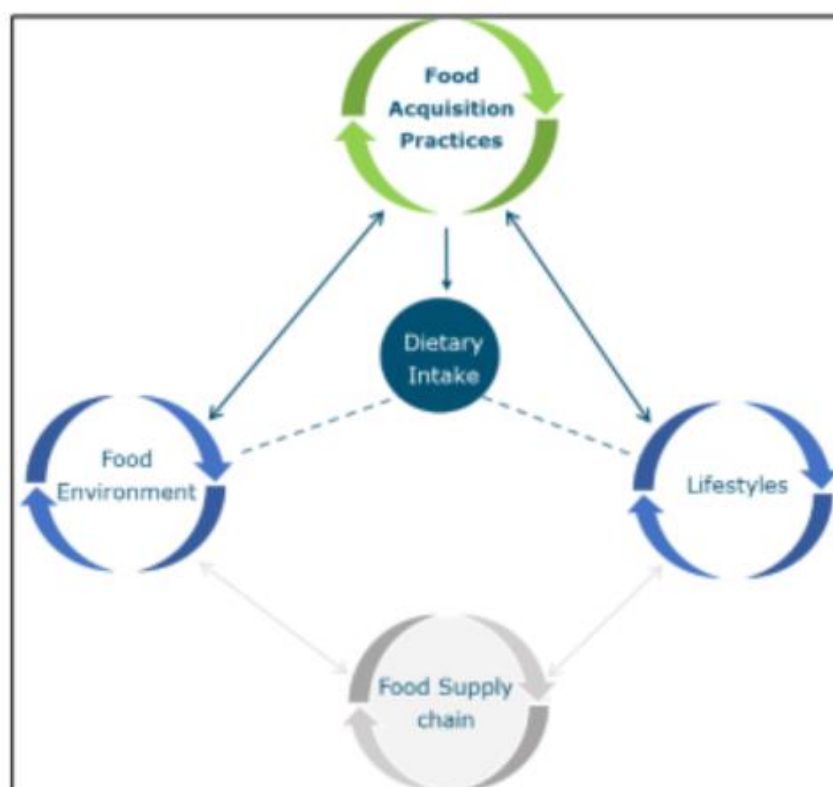 Food
Acquisition
Practices
Dietary
Intake
Food
Environment
Lifestyles
Food Supply
chain